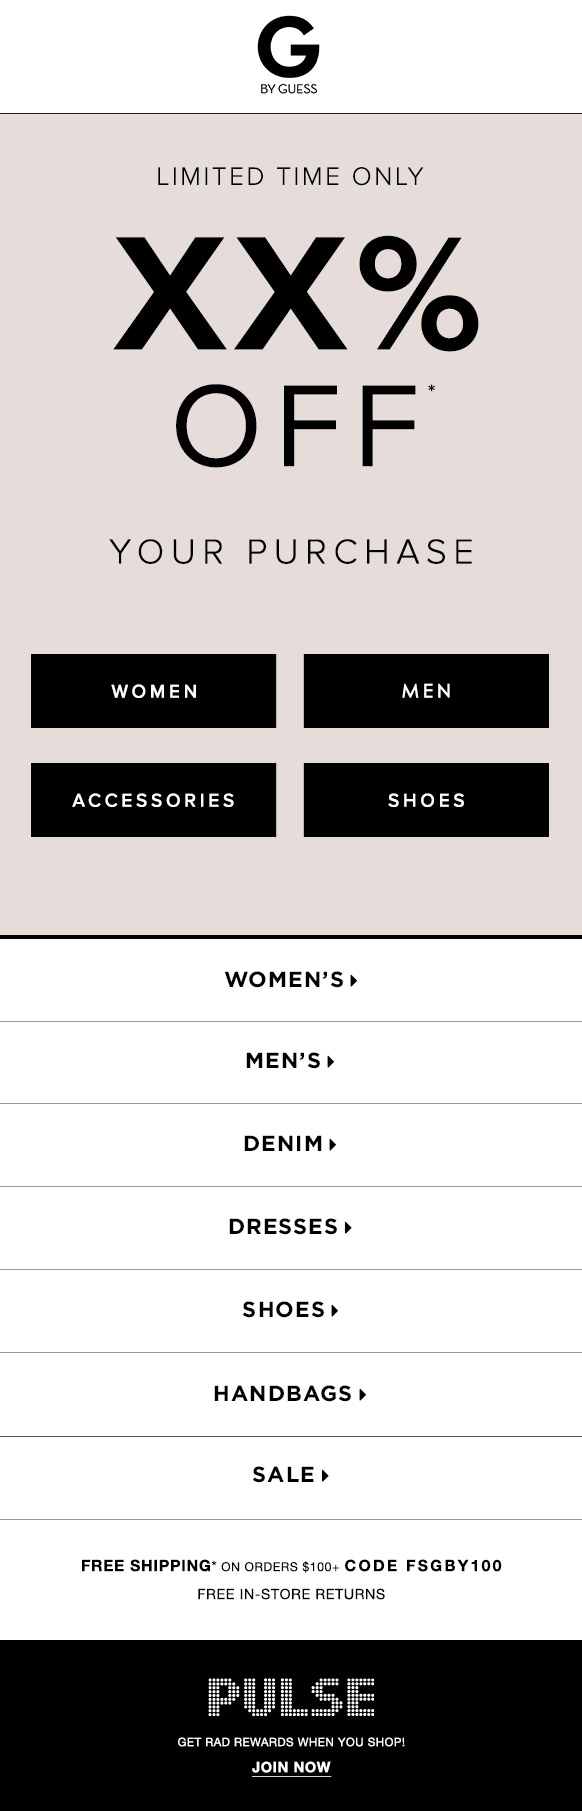 G
BY GUESS
LIMITED TIME ONLY
XX%
OFF*
YOUR PURCHASE
WOMEN
MEN
ACCESSORIES
SHOES
WOMEN'S
MEN'S
DENIM
DRESSES
SHOES
HANDBAGS
SALE
FREE SHIPPING* ON ORDERS $100+ CODE FSGBY100
FREE IN-STORE RETURNS
PULSE
GET RAD REWARDS WHEN YOU SHOP!
JOIN NOW